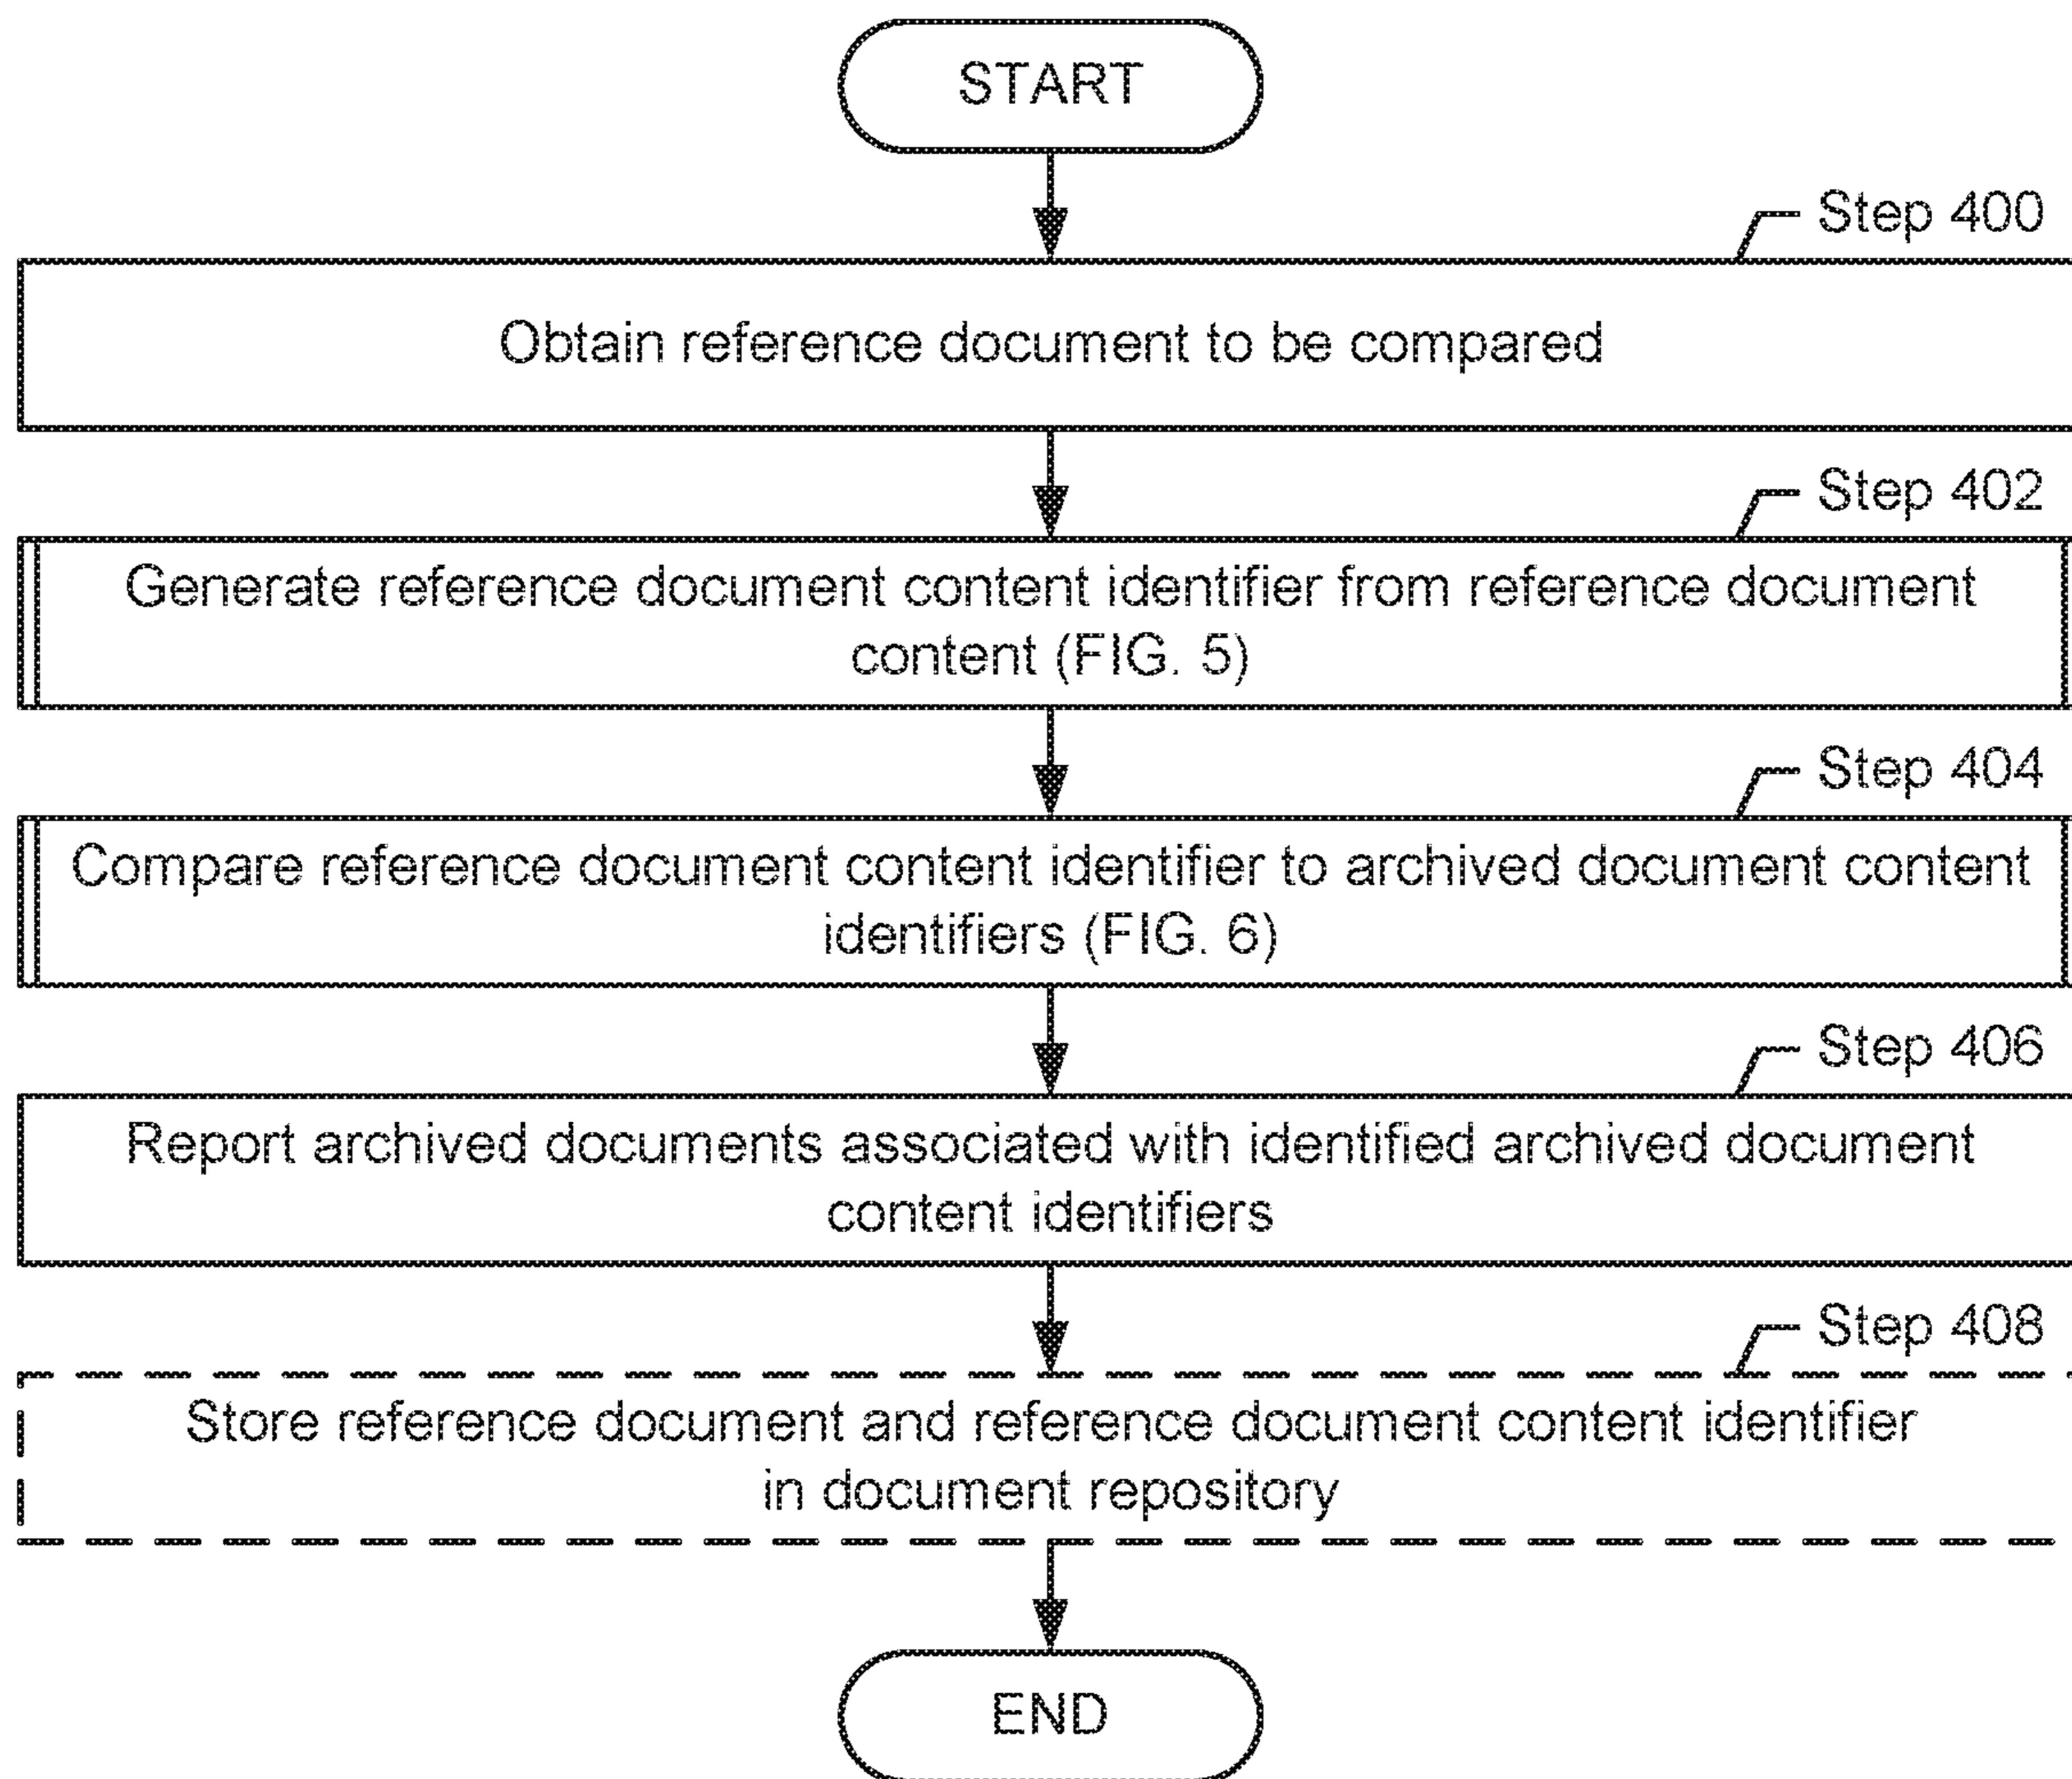 START
Step 400
Obtain reference document to be compared
Step 402
Generate reference document content identifier from reference document
content (FIG. 5)
Step 404
Compare reference document content identifier to archived document content
identifiers (FIG. 6)
Step 406
Report archived documents associated with identified archived document
content identifiers
Step 408
Store reference document and reference document content identifier
in document repository
END